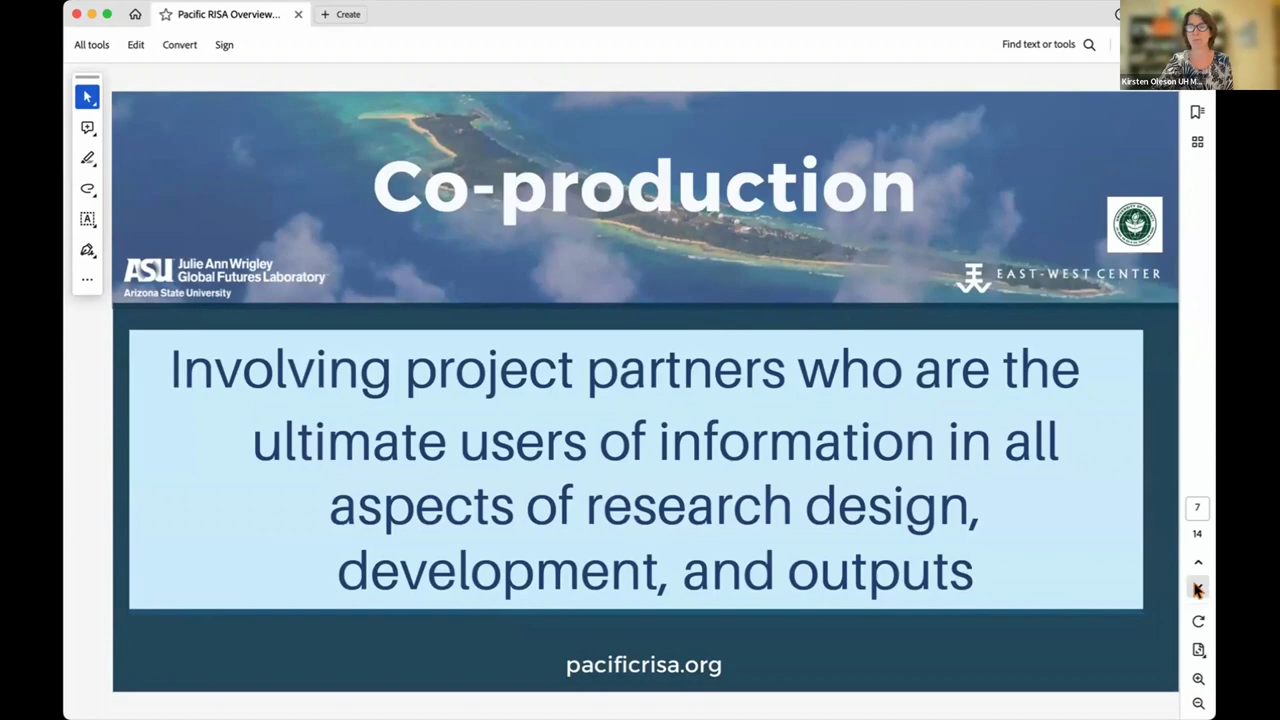 Pacific RISA Overview...
Create
All tools
Edit
Convert
Sign
Find text or tools
Kirsten Oleson UH M...
Co-production
ASU Julie Ann Wrigley
Global Futures Laboratory
Arizona State University
EAST-WEST CENTER
Involving project partners who are the
ultimate users of information in all
aspects of research design,
development, and outputs
7
14
pacificrisa.org